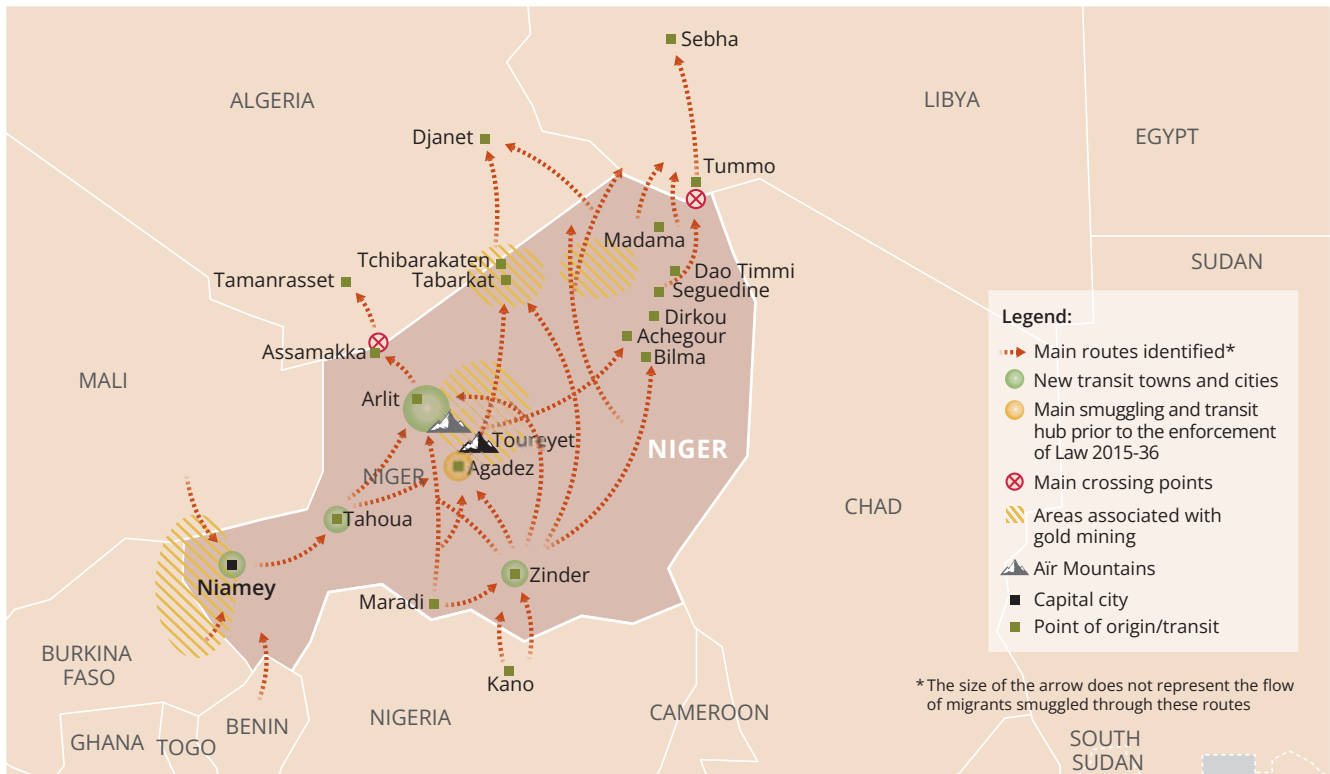 Sebha
ALGERIA
LIBYA
Djanet
EGYPT
Tummo
Madama
Tchibarakaten
Tamanrasset
Tabarkat
Dao Timmi
SUDAN
Seguedine
Dirkou
Achegour
Assamakka
Bilma
MALI
Arlit
Toureyet
NIGER
Agadez
NIGER
CHAD
Tahoua
Zinder
Niamey
Maradi
BURKINA
FASO
Kano
NIGERIA
CAMEROON
BENIN
GHANA
TOGO
SOUTH
SUDAN
Legend:
Main routes identified*
New transit towns and cities
Main smuggling and transit
hub prior to the enforcement
of Law 2015-36
Main crossing points
Areas associated with
gold mining
Aïr Mountains
Capital city
Point of origin/transit
* The size of the arrow does not represent the flow
of migrants smuggled through these routes